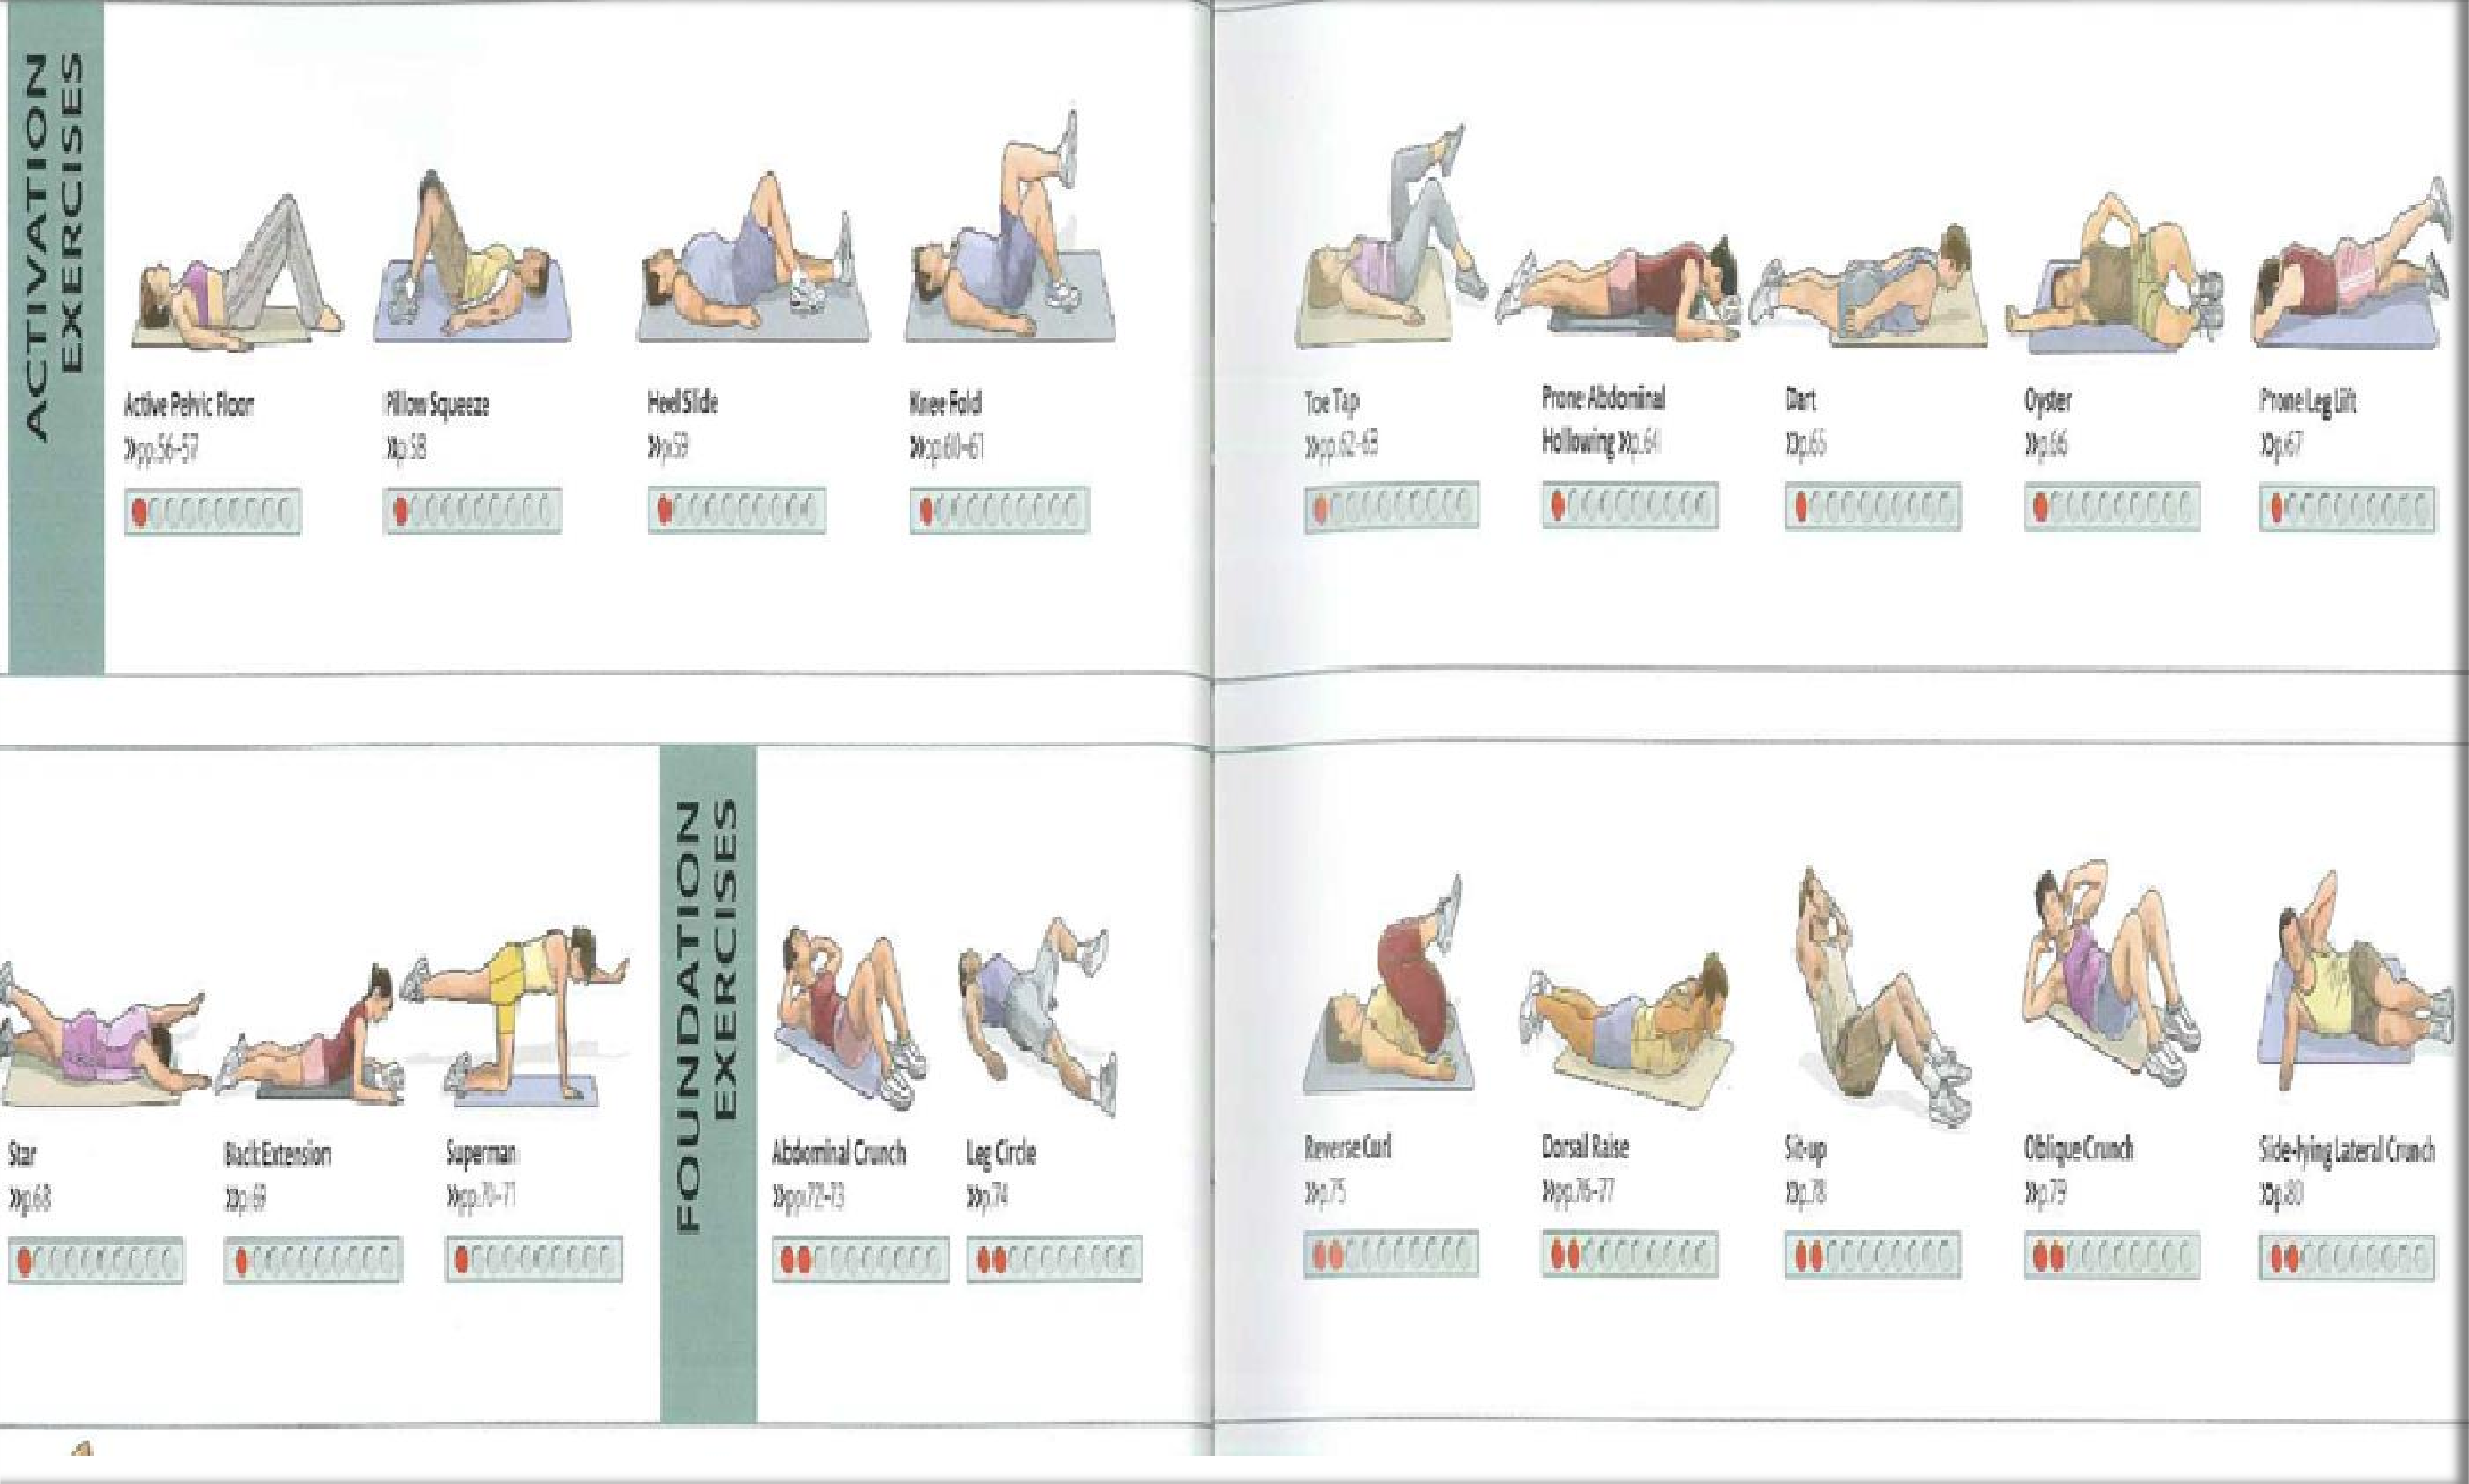 ACTIVATION
EXERCISES
Active Pelvic Floor
»pp.56–57
Pillow Squeeze
»p.58
Heel Slide
»p.59
Knee Fold
»pp.60–61
Toe Tap
»pp.62–63
Prone Abdominal
Hollowing »p.64
Dart
»p.65
Oyster
»p.66
Prone Leg Lift
»p.67
Star
»p.68
Back Extension
»p.69
Superman
»pp.70–71
FOUNDATION
EXERCISES
Abdominal Crunch
»pp.72–73
Leg Circle
»p.74
Reverse Curl
»p.75
Dorsal Raise
»pp.76–77
Sit-up
»p.78
Oblique Crunch
»p.79
Side-lying Lateral Crunch
»p.80